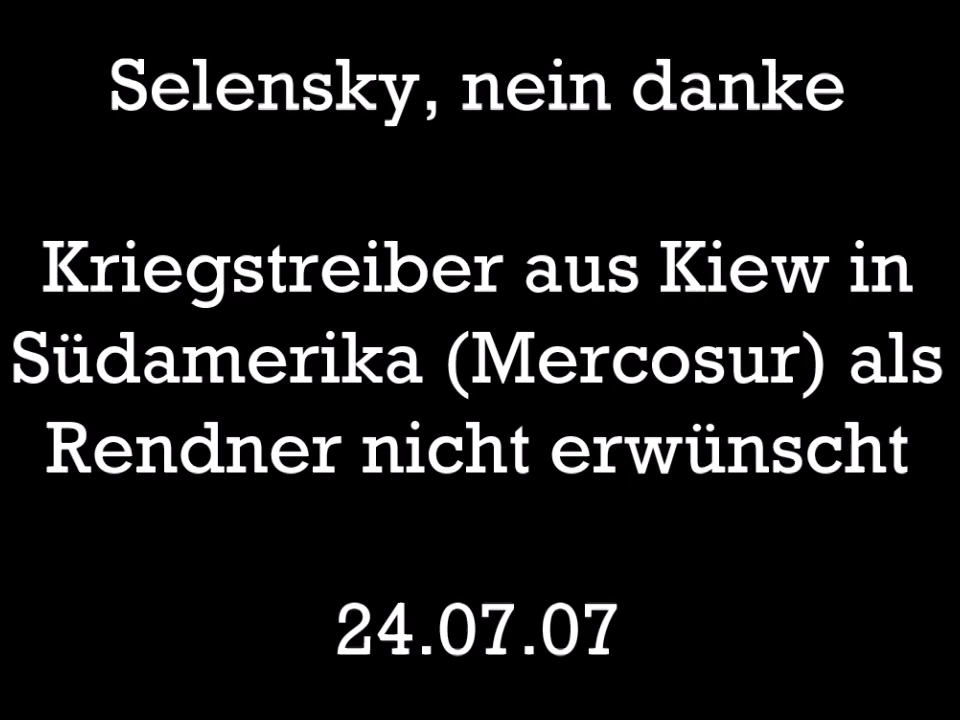 Selensky, nein danke
Kriegstreiber aus Kiew in
Südamerika (Mercosur) als
Rendner nicht erwünscht
24.07.07